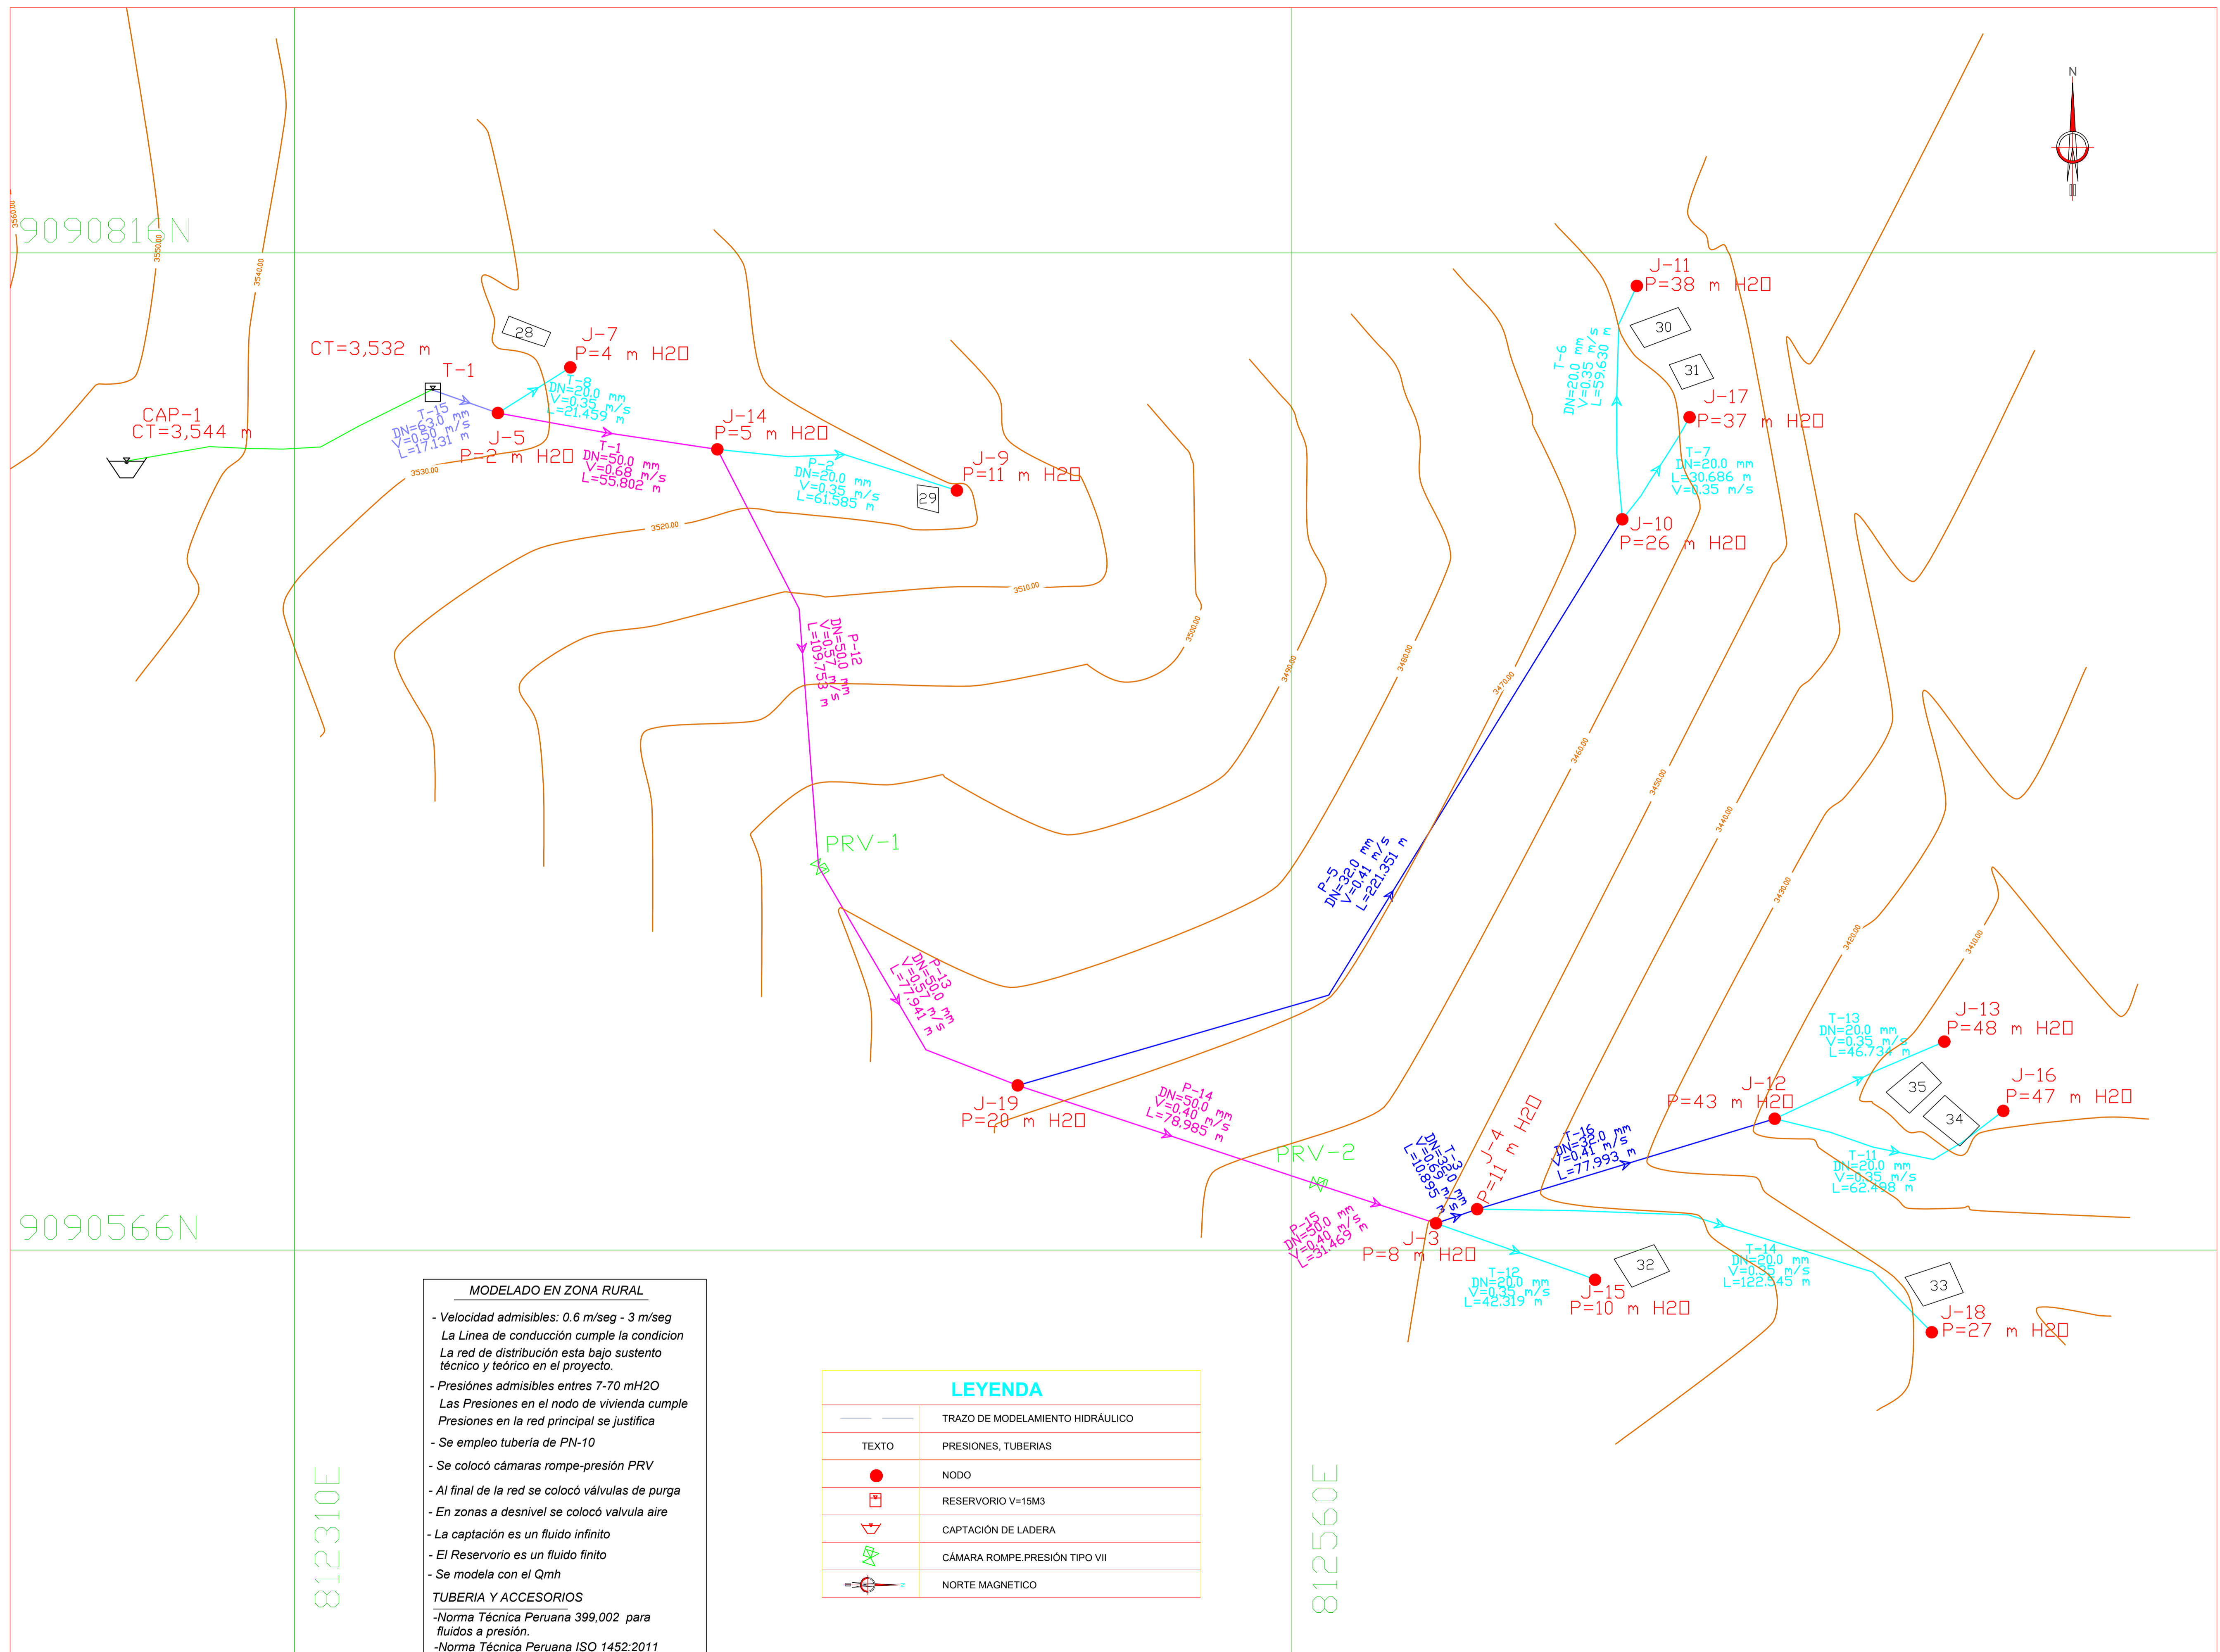 N
9090816N
3560.00
3550.00
3540.00
CT=3,532 m
T-1
CAP-1
CT=3,544 m
28
J-7
P=4 m H2O
T-8
DN=20.0 mm
V=0.35 m/s
L=21.459 m
T-15
DN=63.0 mm
V=0.50 m/s
L=17.131 m
J-5
P=2 m H2O
3530.00
T-1
DN=50.0 mm
V=0.68 m/s
L=55.802 m
J-14
P=5 m H2O
P-2
DN=20.0 mm
V=0.35 m/s
L=61.585 m
29
J-9
P=11 m H2O
3520.00
3510.00
3500.00
3490.00
3480.00
3470.00
3460.00
3450.00
3440.00
3430.00
3420.00
3410.00
J-11
P=38 m H2O
30
31
T-6
DN=20.0 mm
V=0.35 m/s
L=59.630 m
J-17
P=37 m H2O
T-7
DN=20.0 mm
L=30.686 m
V=0.35 m/s
J-10
P=26 m H2O
P-12
DN=50.0 mm
V=0.57 m/s
L=109.753 m
PRV-1
P-5
DN=32.0 mm
V=0.41 m/s
L=221.351 m
P-13
DN=50.0 mm
V=0.57 m/s
L=77.941 m
J-19
P=20 m H2O
P-14
DN=50.0 mm
V=0.40 m/s
L=78.985 m
PRV-2
P-15
DN=50.0 mm
V=0.40 m/s
L=31.469 m
T-3
DN=32.0 mm
V=0.69 m/s
L=10.895 m
J-4
P=11 m H2O
J-3
P=8 m H2O
T-16
DN=32.0 mm
V=0.41 m/s
L=77.993 m
J-12
P=43 m H2O
T-13
DN=20.0 mm
V=0.35 m/s
L=46.734 m
J-13
P=48 m H2O
35
34
J-16
P=47 m H2O
T-11
DN=20.0 mm
V=0.35 m/s
L=62.498 m
T-12
DN=20.0 mm
V=0.35 m/s
L=42.319 m
J-15
P=10 m H2O
32
T-14
DN=20.0 mm
V=0.35 m/s
L=122.545 m
33
J-18
P=27 m H2O
9090566N
812310E
812560E
MODELADO EN ZONA RURAL
- Velocidad admisibles: 0.6 m/seg - 3 m/seg
La Linea de conducción cumple la condicion
La red de distribución esta bajo sustento
técnico y teórico en el proyecto.
- Presiónes admisibles entres 7-70 mH2O
Las Presiones en el nodo de vivienda cumple
Presiones en la red principal se justifica
- Se empleo tubería de PN-10
- Se colocó cámaras rompe-presión PRV
- Al final de la red se colocó válvulas de purga
- En zonas a desnivel se colocó valvula aire
- La captación es un fluido infinito
- El Reservorio es un fluido finito
- Se modela con el Qmh
TUBERIA Y ACCESORIOS
-Norma Técnica Peruana 399,002 para
fluidos a presión.
-Norma Técnica Peruana ISO 1452:2011
LEYENDA
TRAZO DE MODELAMIENTO HIDRÁULICO
TEXTO PRESIONES, TUBERIAS
NODO
RESERVORIO V=15M3
CAPTACIÓN DE LADERA
CÁMARA ROMPE.PRESIÓN TIPO VII
NORTE MAGNETICO